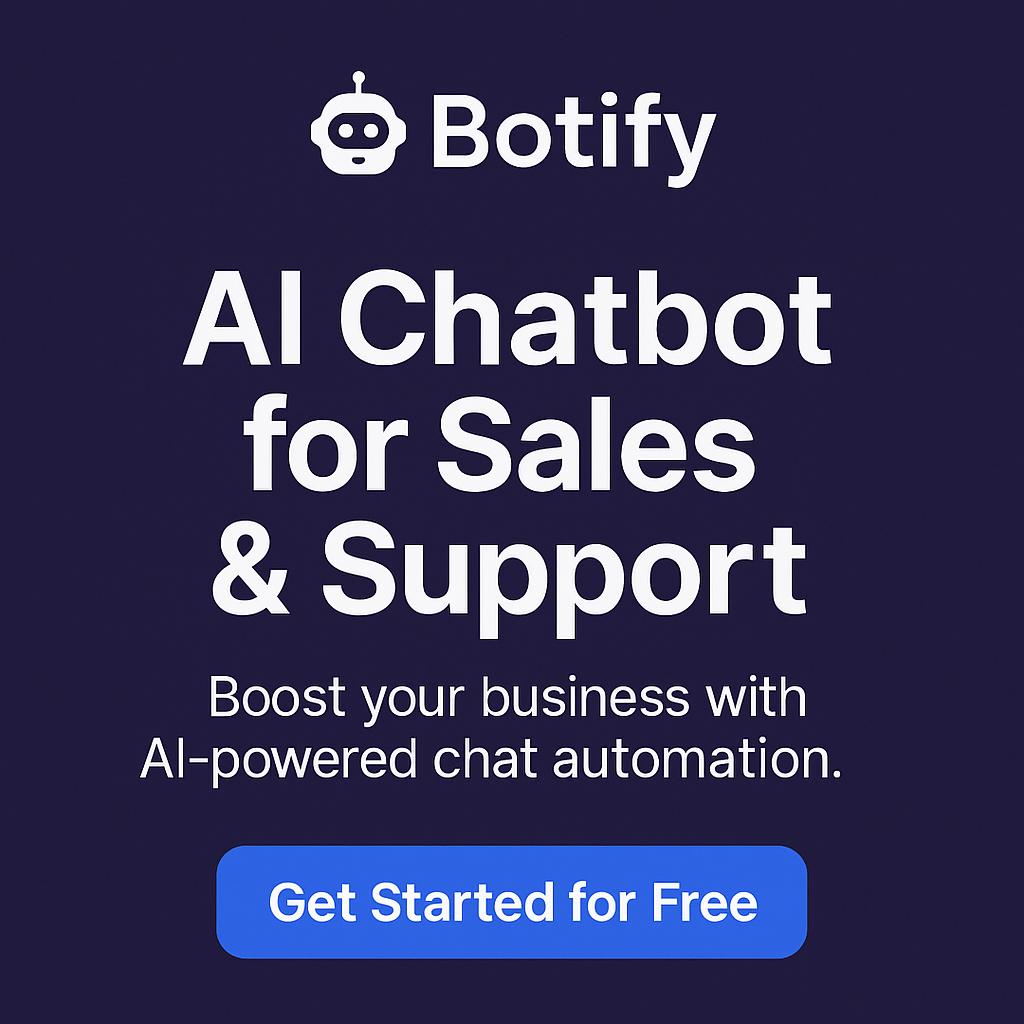 Botify
AI Chatbot
for Sales
& Support
Boost your business with
AI-powered chat automation.
Get Started for Free